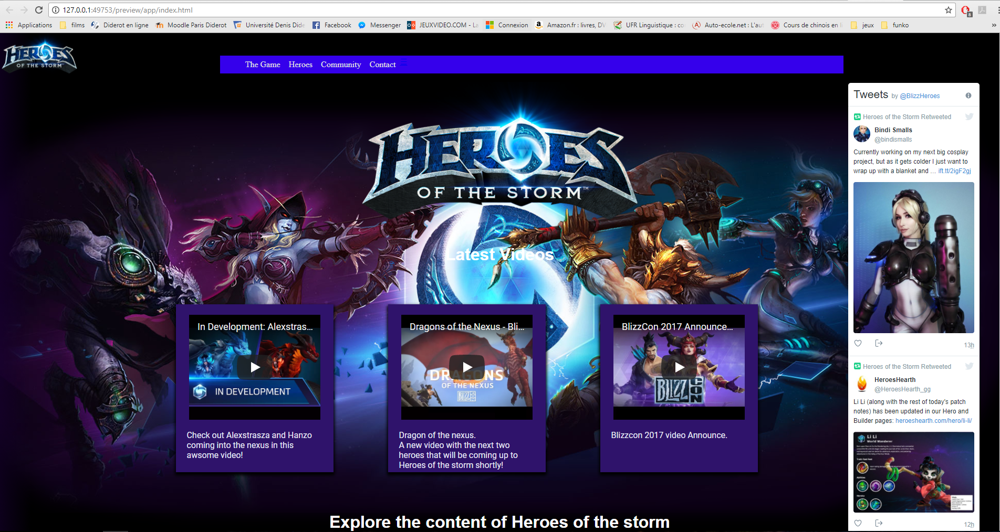 127.0.0.1:49753/preview/app/index.html
Applications films Diderot en ligne Moodle Paris Diderot Université Denis Dide Facebook Messenger JEUXVIDEO.COM - La Connexion Amazon.fr : livres, DV UFR Linguistique : co Auto-ecole.net : L'aut Cours de chinois en li jeux funko »
HEROES
OF THE STORM
The Game Heroes Community Contact
HEROES
OF THE STORM™
Latest Videos
In Development: Alexstras...
IN DEVELOPMENT
Check out Alexstrasza and Hanzo
coming into the nexus in this
awsome video!
Dragons of the Nexus - Bli...
DRAGONS
OF THE NEXUS
BLIZZCON
Dragon of the nexus.
A new video with the next two
heroes that will be coming up to
Heroes of the storm shortly!
BlizzCon 2017 Announce...
BLIZZCON
Blizzcon 2017 video Announce.
Explore the content of Heroes of the storm
Tweets by @BlizzHeroes
Heroes of the Storm Retweeted
Bindi Smalls
@bindismalls
Currently working on my next big cosplay
project, but as it gets colder I just want to
wrap up with a blanket and … ift.tt/2igF2gj
13h
Heroes of the Storm Retweeted
HeroesHearth
@HeroesHearth_gg
Li Li (along with the rest of today's patch
notes) has been updated in our Hero and
Builder pages: heroeshearth.com/hero/li-li/
Li Li
World Wanderer
Trait: Fast Feet
Abilities
Heroics
12h